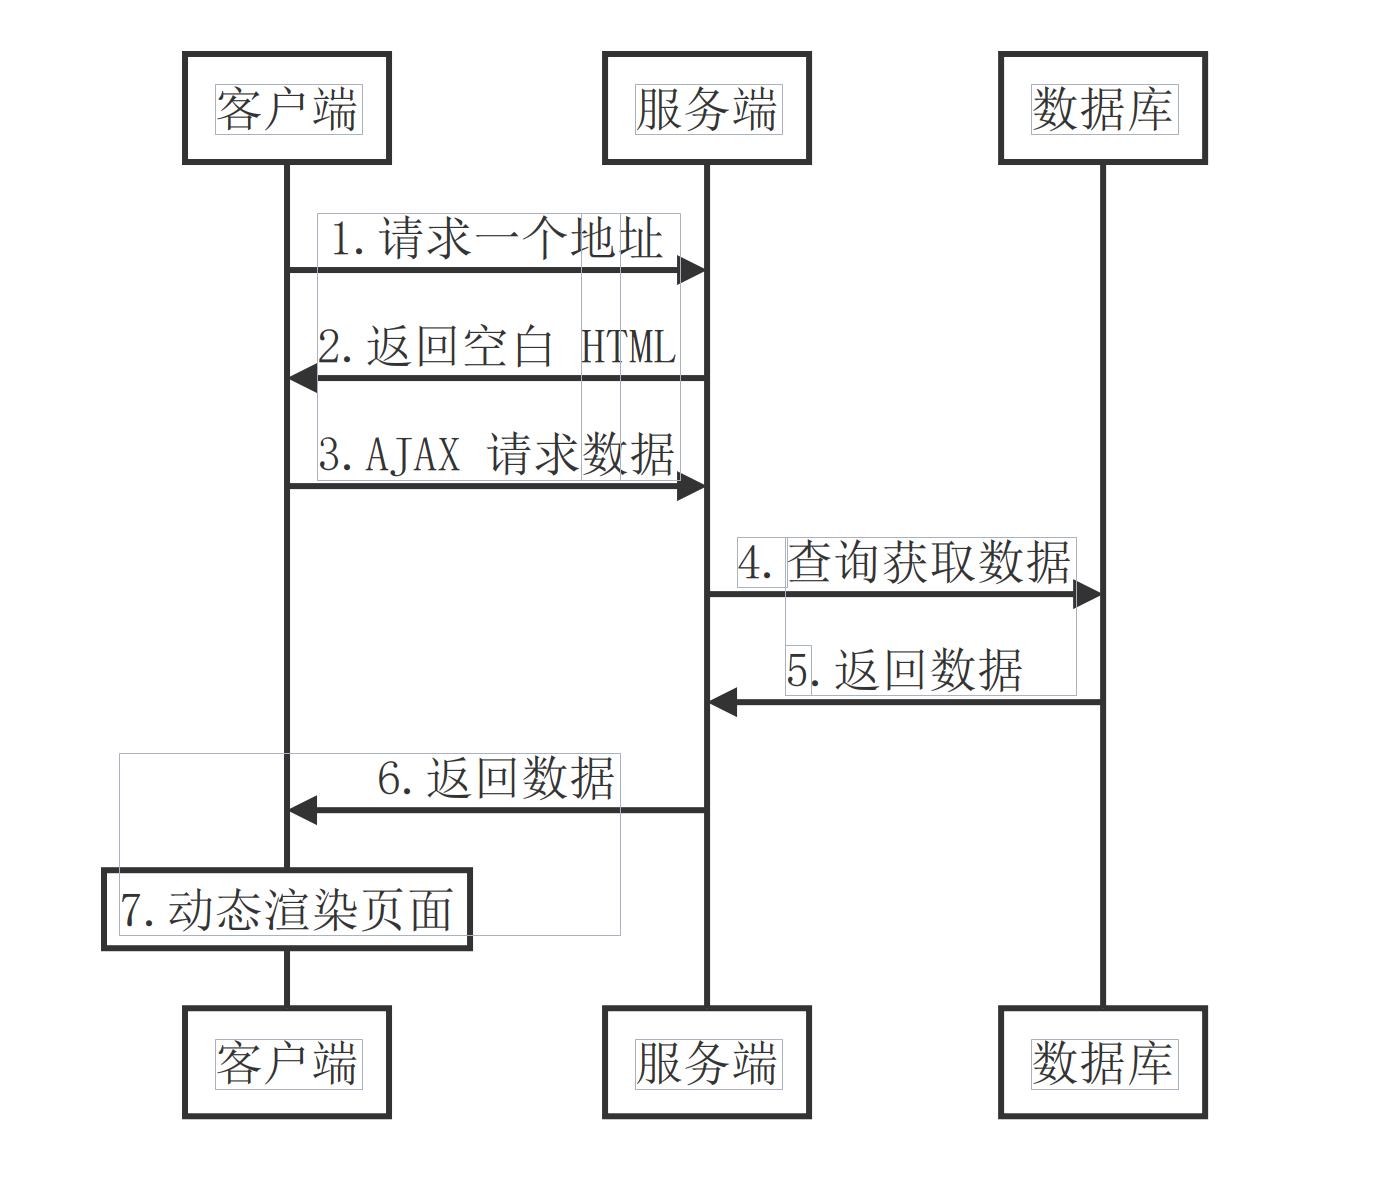 客户端
服务端
数据库
1.请求一个地址
2.返回空白 HTML
3.AJAX 请求数据
4.查询获取数据
5.返回数据
6.返回数据
7.动态渲染页面
客户端
服务端
数据库